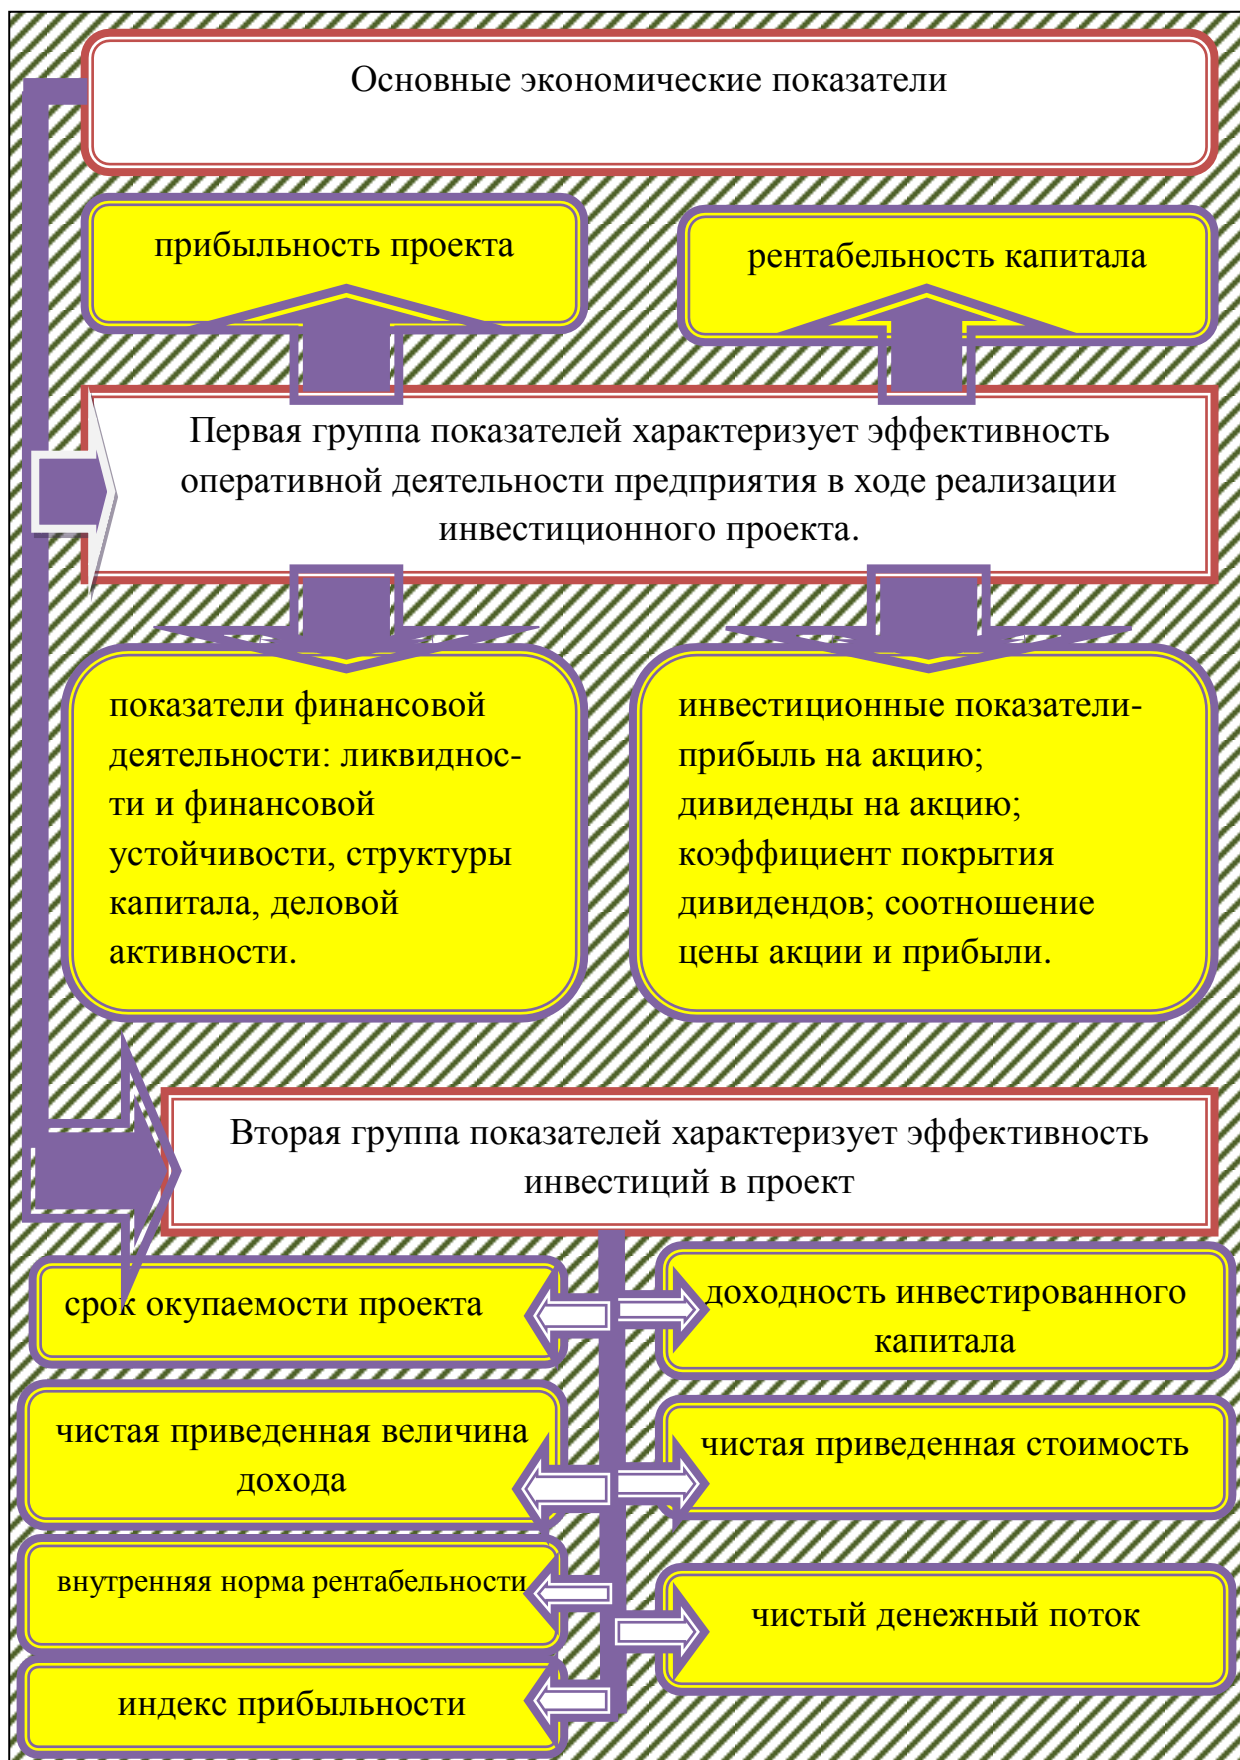 Основные экономические показатели
прибыльность проекта
рентабельность капитала
Первая группа показателей характеризует эффективность
оперативной деятельности предприятия в ходе реализации
инвестиционного проекта.
показатели финансовой
деятельности: ликвиднос-
ти и финансовой
устойчивости, структуры
капитала, деловой
активности.
инвестиционные показатели-
прибыль на акцию;
дивиденды на акцию;
коэффициент покрытия
дивидендов; соотношение
цены акции и прибыли.
Вторая группа показателей характеризует эффективность
инвестиций в проект
срок окупаемости проекта
доходность инвестированного
капитала
чистая приведенная величина
дохода
чистая приведенная стоимость
внутренняя норма рентабельности
чистый денежный поток
индекс прибыльности